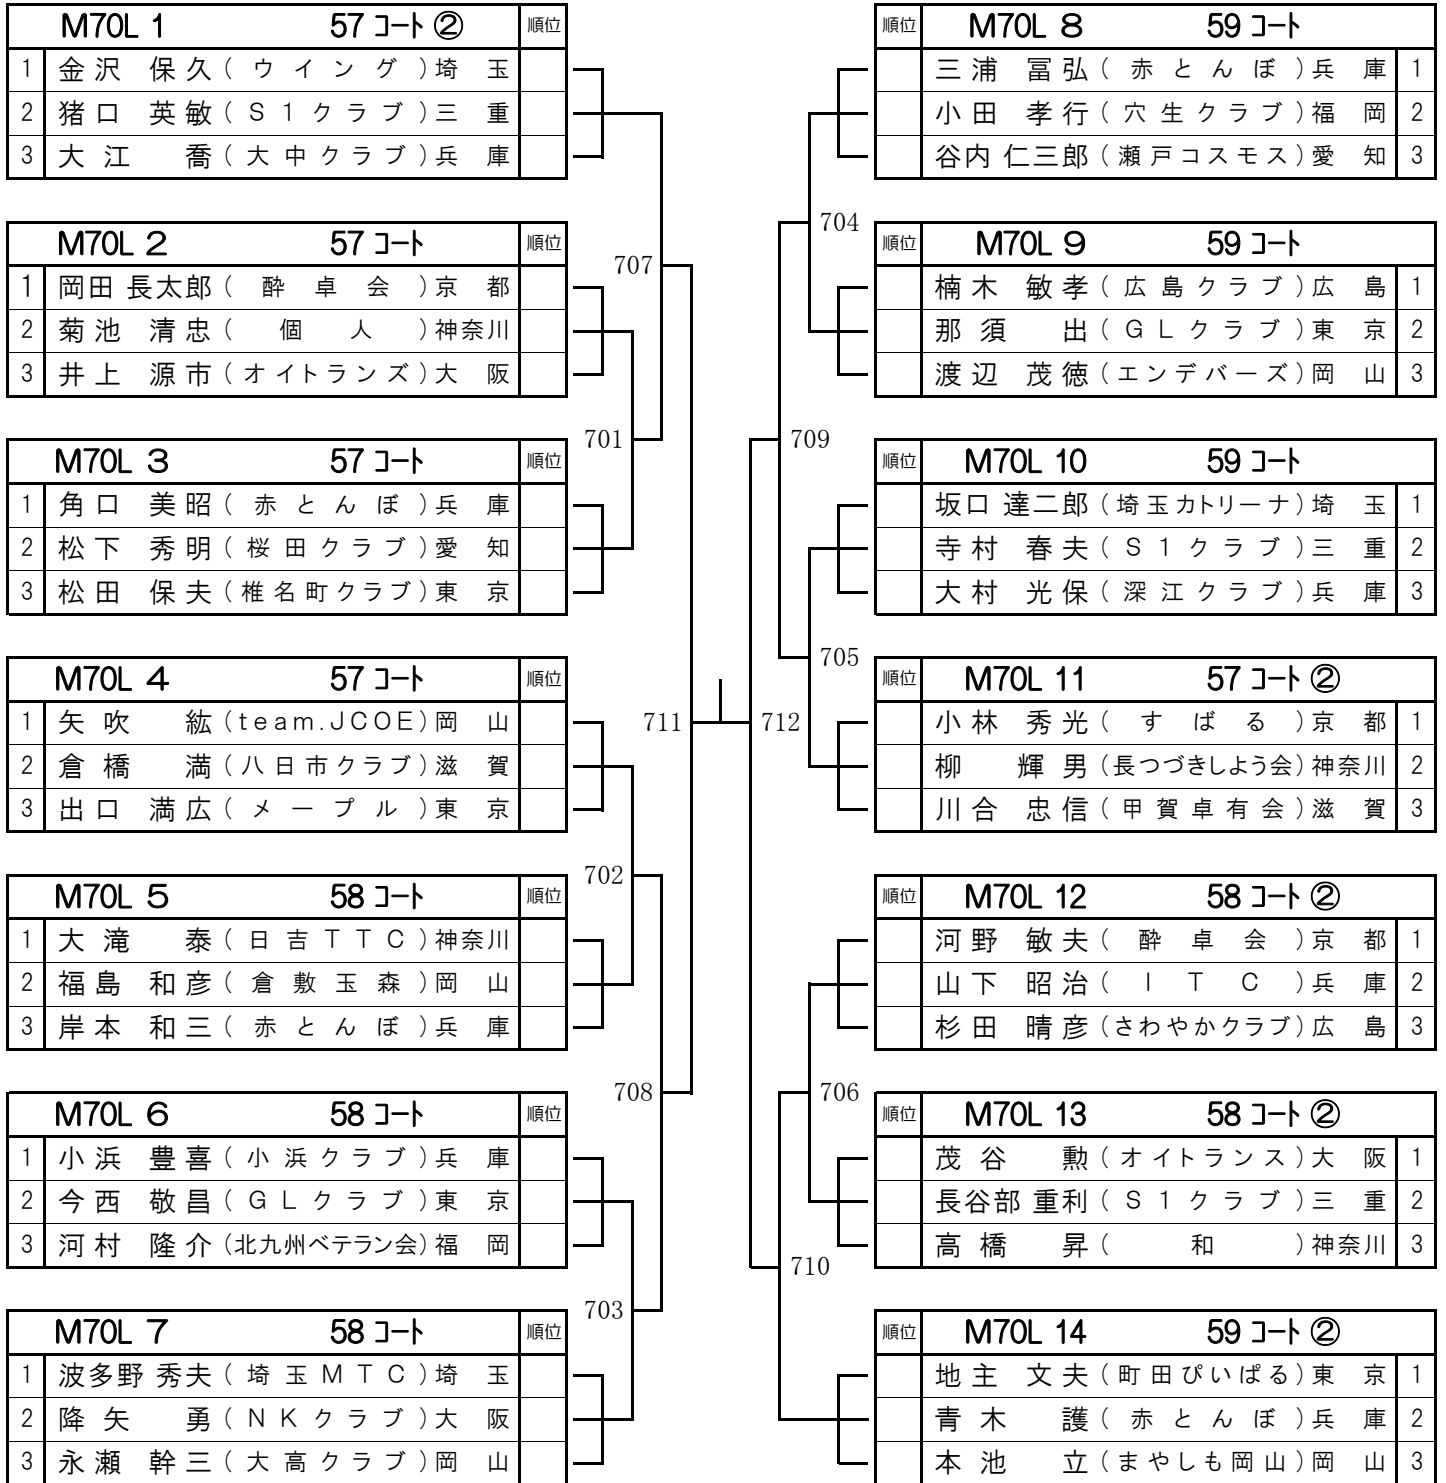 M70L 1 57 コート ② 順位
1 金沢 保久 (ウイング) 埼玉
2 猪口 英敏 (S1クラブ) 三重
3 大江 喬 (大中クラブ) 兵庫
M70L 2 57 コート 順位
1 岡田 長太郎 (酔卓会) 京都
2 菊池 清忠 (個人) 神奈川
3 井上 源市 (オイトランズ) 大阪
M70L 3 57 コート 順位
1 角口 美昭 (赤とんぼ) 兵庫
2 松下 秀明 (桜田クラブ) 愛知
3 松田 保夫 (椎名町クラブ) 東京
M70L 4 57 コート 順位
1 矢吹 紘 (team.JCOE) 岡山
2 倉橋 満 (八日市クラブ) 滋賀
3 出口 満広 (メープル) 東京
M70L 5 58 コート 順位
1 大滝 泰 (日吉TTC) 神奈川
2 福島 和彦 (倉敷玉森) 岡山
3 岸本 和三 (赤とんぼ) 兵庫
M70L 6 58 コート 順位
1 小浜 豊喜 (小浜クラブ) 兵庫
2 今西 敬昌 (GLクラブ) 東京
3 河村 隆介 (北九州ベテラン会) 福岡
M70L 7 58 コート 順位
1 波多野 秀夫 (埼玉MTC) 埼玉
2 降矢 勇 (NKクラブ) 大阪
3 永瀬 幹三 (大高クラブ) 岡山
707
701
711
702
708
703
704
709
705
712
706
710
順位 M70L 8 59 コート
三浦 冨弘 (赤とんぼ) 兵庫 1
小田 孝行 (穴生クラブ) 福岡 2
谷内 仁三郎 (瀬戸コスモス) 愛知 3
順位 M70L 9 59 コート
楠木 敏孝 (広島クラブ) 広島 1
那須 出 (GLクラブ) 東京 2
渡辺 茂徳 (エンデバーズ) 岡山 3
順位 M70L 10 59 コート
坂口 達二郎 (埼玉カトリーナ) 埼玉 1
寺村 春夫 (S1クラブ) 三重 2
大村 光保 (深江クラブ) 兵庫 3
順位 M70L 11 57 コート ②
小林 秀光 (すばる) 京都 1
柳 輝男 (長つづきしよう会) 神奈川 2
川合 忠信 (甲賀卓有会) 滋賀 3
順位 M70L 12 58 コート ②
河野 敏夫 (酔卓会) 京都 1
山下 昭治 (ITC) 兵庫 2
杉田 晴彦 (さわやかクラブ) 広島 3
順位 M70L 13 58 コート ②
茂谷 勲 (オイトランス) 大阪 1
長谷部 重利 (S1クラブ) 三重 2
高橋 昇 (和) 神奈川 3
順位 M70L 14 59 コート ②
地主 文夫 (町田ぴいぱる) 東京 1
青木 護 (赤とんぼ) 兵庫 2
本池 立 (まやしも岡山) 岡山 3